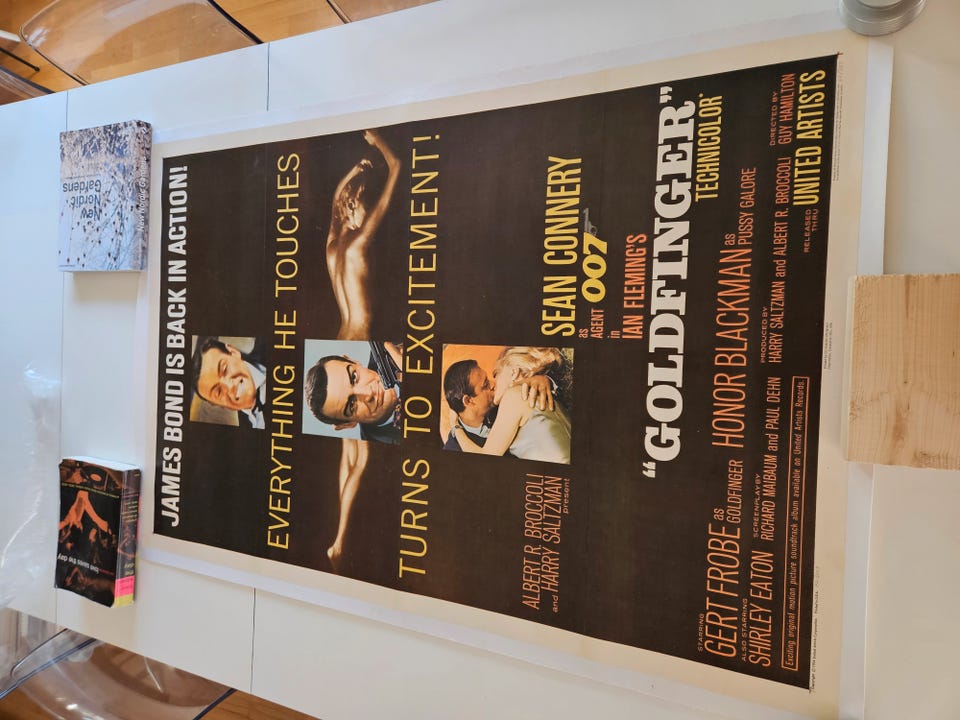 JAMES BOND IS BACK IN ACTION!
EVERYTHING HE TOUCHES
TURNS TO EXCITEMENT!
ALBERT R. BROCCOLI
and HARRY SALTZMAN
present
SEAN CONNERY
as
AGENT 007
in
IAN FLEMING'S
"GOLDFINGER"
TECHNICOLOR
STARRING
GERT FROBE as GOLDFINGER
HONOR BLACKMAN as PUSSY GALORE
ALSO STARRING
SHIRLEY EATON
SCREENPLAY BY
RICHARD MAIBAUM and PAUL DEHN
PRODUCED BY
HARRY SALTZMAN and ALBERT R. BROCCOLI
DIRECTED BY
GUY HAMILTON
Exciting original motion picture soundtrack album available on United Artists Records.
RELEASED THRU
UNITED ARTISTS
New
Nordic
Gardens
New Nordic Gardens